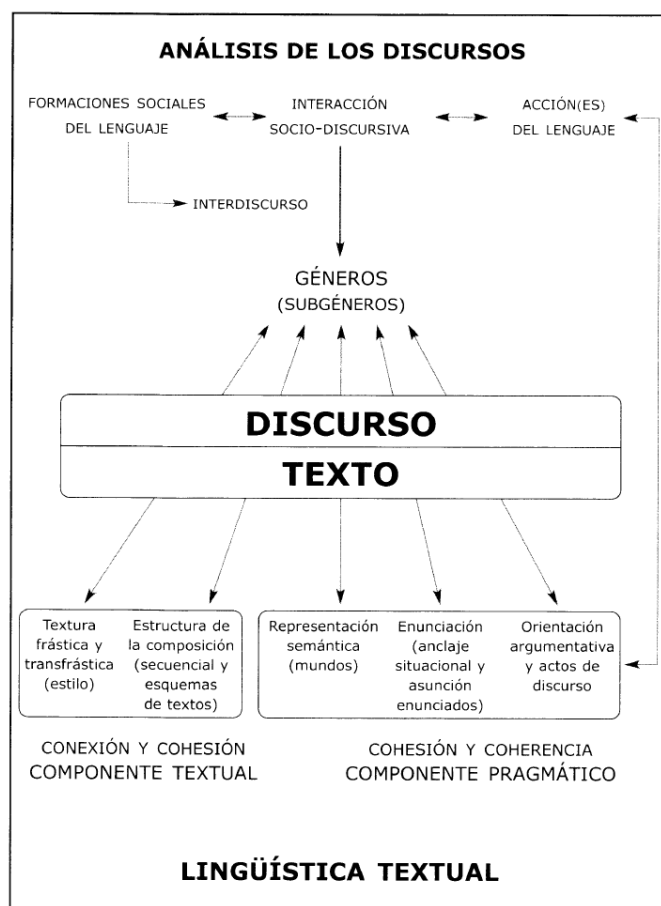 ANÁLISIS DE LOS DISCURSOS
FORMACIONES SOCIALES
DEL LENGUAJE
INTERACCIÓN
SOCIO-DISCURSIVA
ACCIÓN(ES)
DEL LENGUAJE
INTERDISCURSO
GÉNEROS
(SUBGÉNEROS)
DISCURSO
TEXTO
Textura
frástica y
transfrástica
(estilo)
Estructura de
la composición
(secuencial y
esquemas
de textos)
Representación
semántica
(mundos)
Enunciación
(anclaje
situacional y
asunción
enunciados)
Orientación
argumentativa
y actos de
discurso
CONEXIÓN Y COHESIÓN
COMPONENTE TEXTUAL
COHESIÓN Y COHERENCIA
COMPONENTE PRAGMÁTICO
LINGÜÍSTICA TEXTUAL